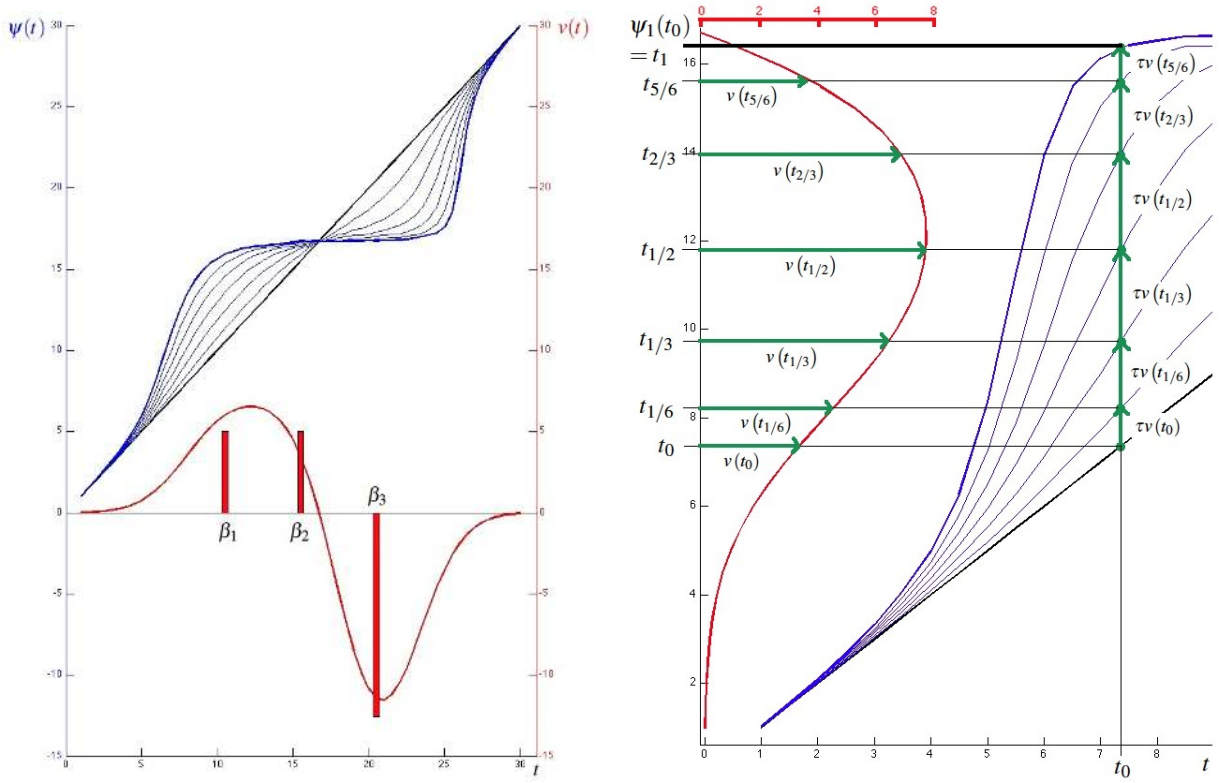 ψ(t)
v(t)
30
25
20
15
10
5
0
-5
-10
-15
30
25
20
15
10
5
0
-5
-10
-15
β₁
β₂
β₃
0 5 10 15 20 25 t 30
ψ₁(t₀)
= t₁
t₅/₆
t₂/₃
t₁/₂
t₁/₃
t₁/₆
t₀
0 2 4 6 8
16
14
12
10
8
6
4
2
v(t₅/₆)
v(t₂/₃)
v(t₁/₂)
v(t₁/₃)
v(t₁/₆)
v(t₀)
τv(t₅/₆)
τv(t₂/₃)
τv(t₁/₂)
τv(t₁/₃)
τv(t₁/₆)
τv(t₀)
0 1 2 3 4 5 6 7 8
t₀ t